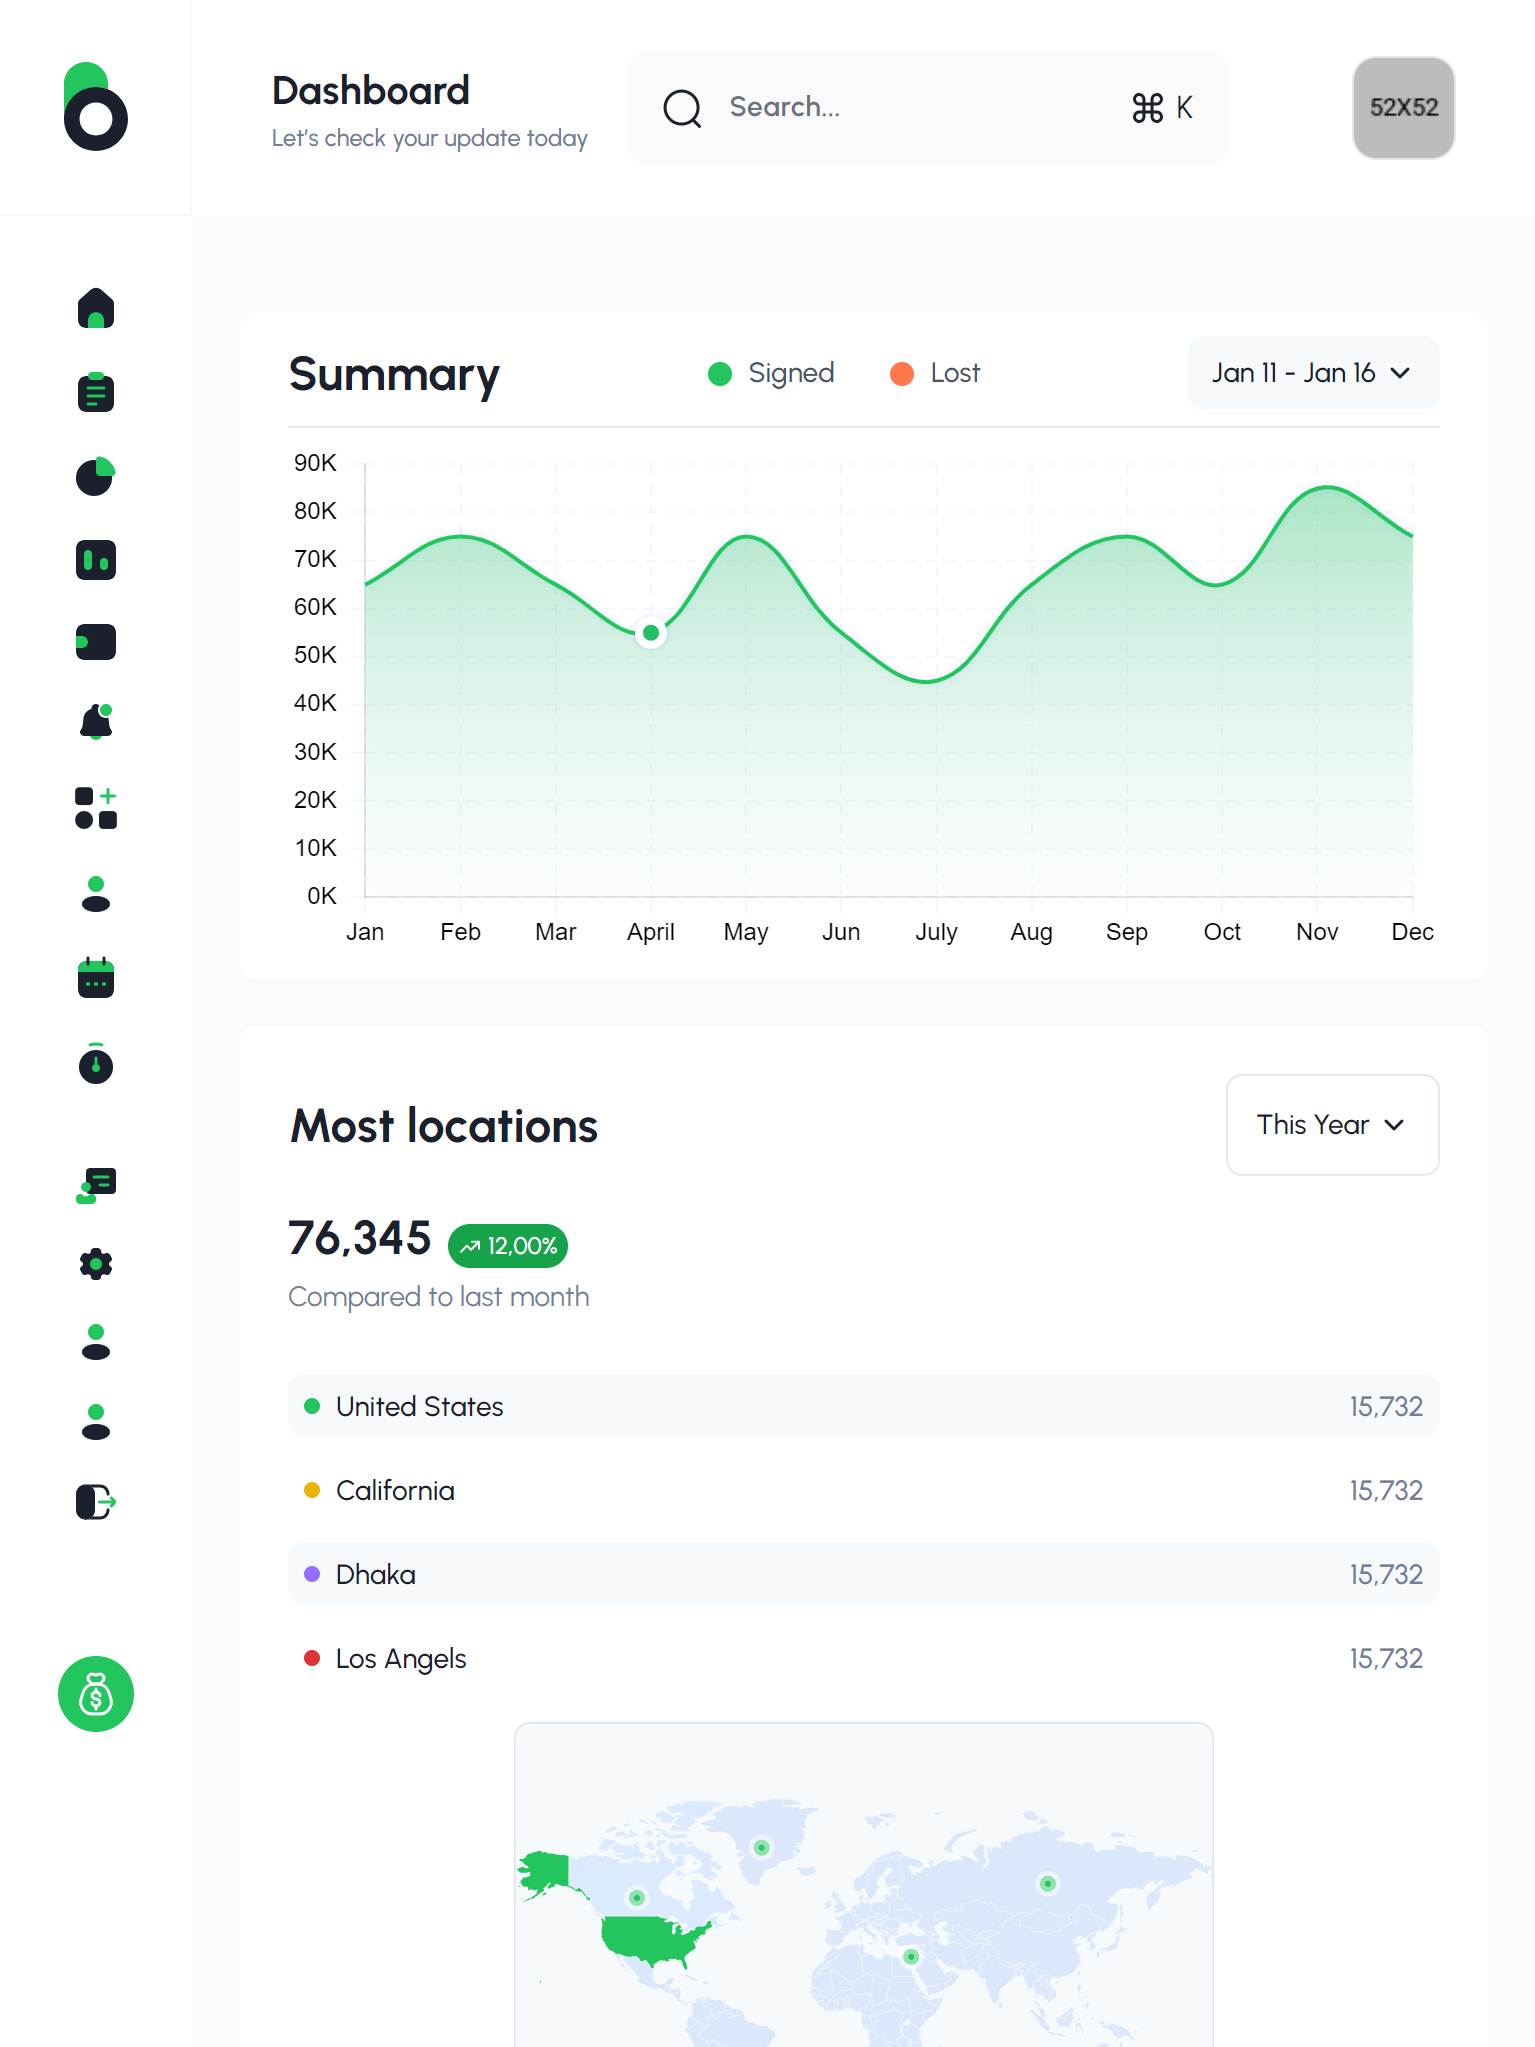 Dashboard
Let's check your update today
Search...
⌘ K
52X52
Summary
Signed
Lost
Jan 11 - Jan 16
90K
80K
70K
60K
50K
40K
30K
20K
10K
0K
Jan Feb Mar April May Jun July Aug Sep Oct Nov Dec
Most locations
This Year
76,345
12,00%
Compared to last month
United States 15,732
California 15,732
Dhaka 15,732
Los Angels 15,732